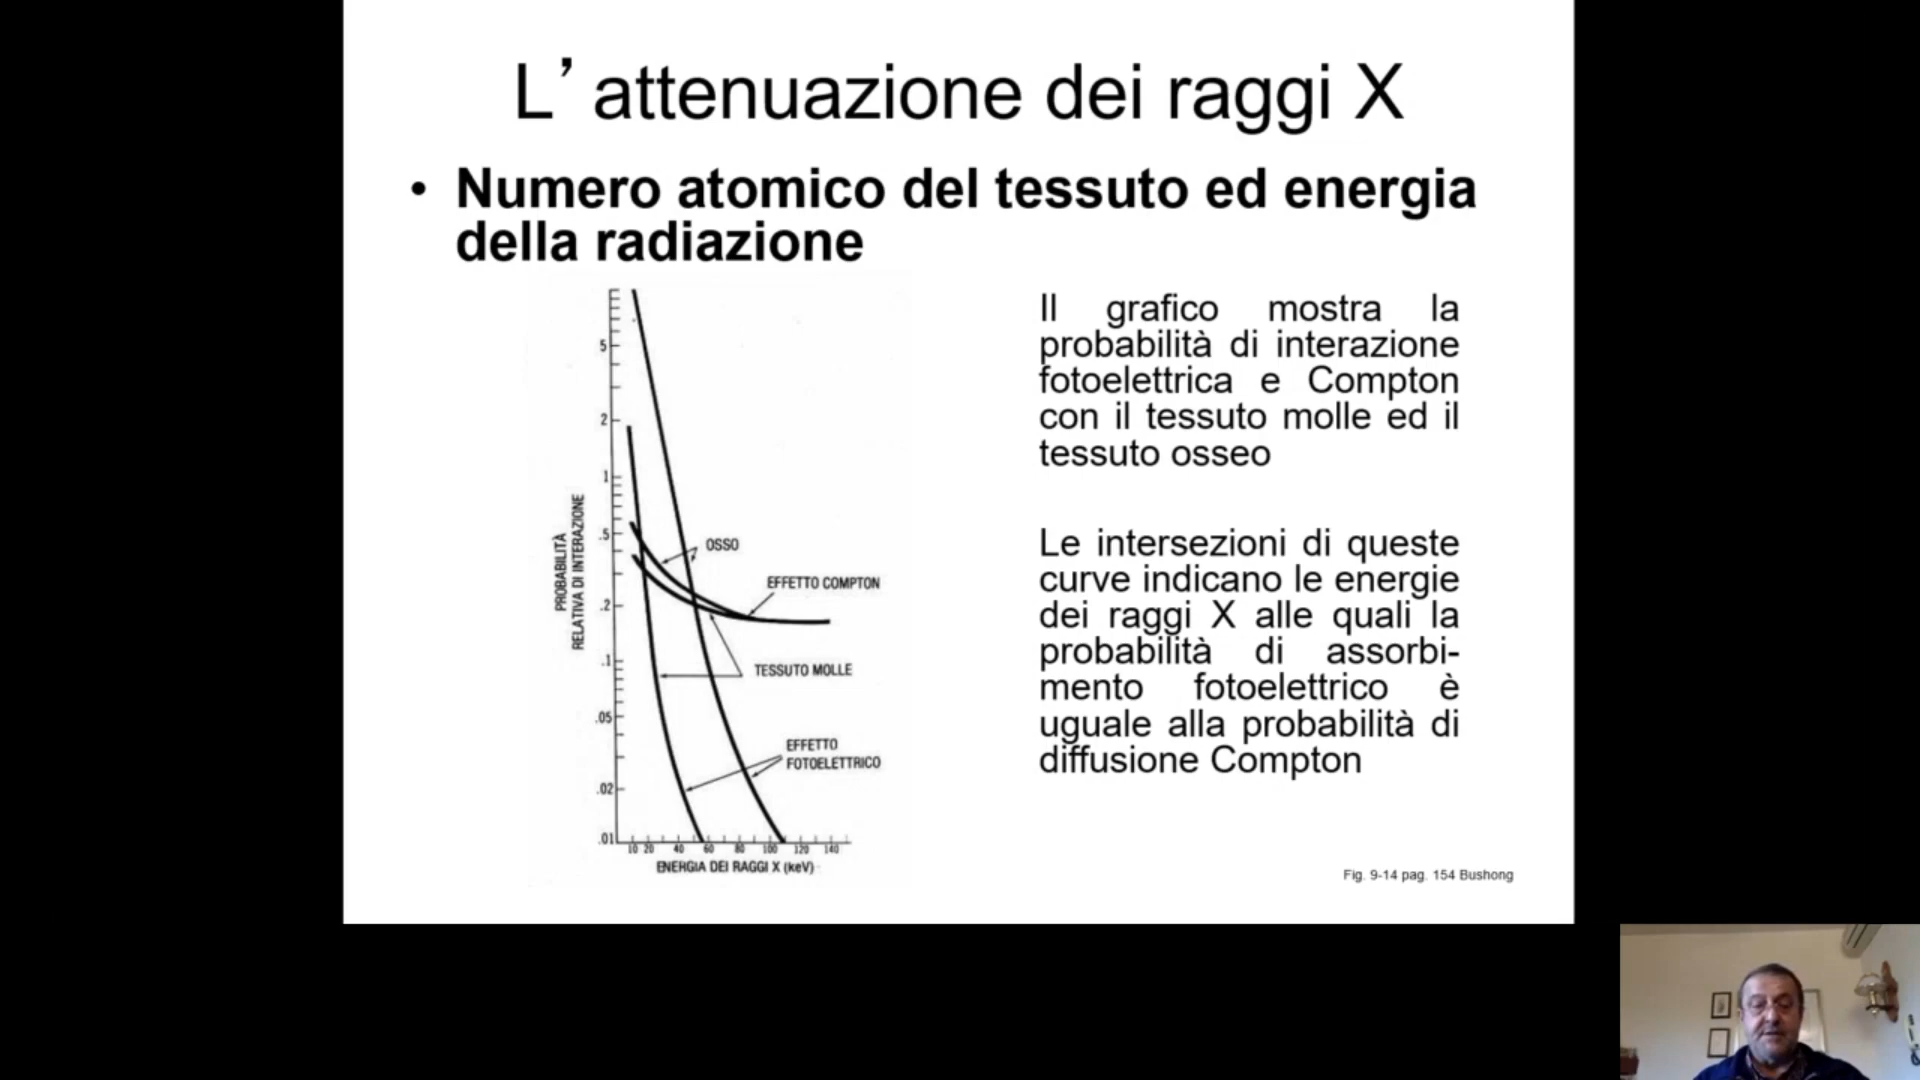 L’ attenuazione dei raggi X
• Numero atomico del tessuto ed energia
della radiazione
Il grafico mostra la
probabilità di interazione
fotoelettrica e Compton
con il tessuto molle ed il
tessuto osseo
Le intersezioni di queste
curve indicano le energie
dei raggi X alle quali la
probabilità di assorbi-
mento fotoelettrico è
uguale alla probabilità di
diffusione Compton
PROBABILITÀ
RELATIVA DI INTERAZIONE
5
2
1
.5
.2
.1
.05
.02
.01
OSSO
EFFETTO COMPTON
TESSUTO MOLLE
EFFETTO
FOTOELETTRICO
10 20 40 60 80 100 120 140
ENERGIA DEI RAGGI X (keV)
Fig. 9-14 pag. 154 Bushong